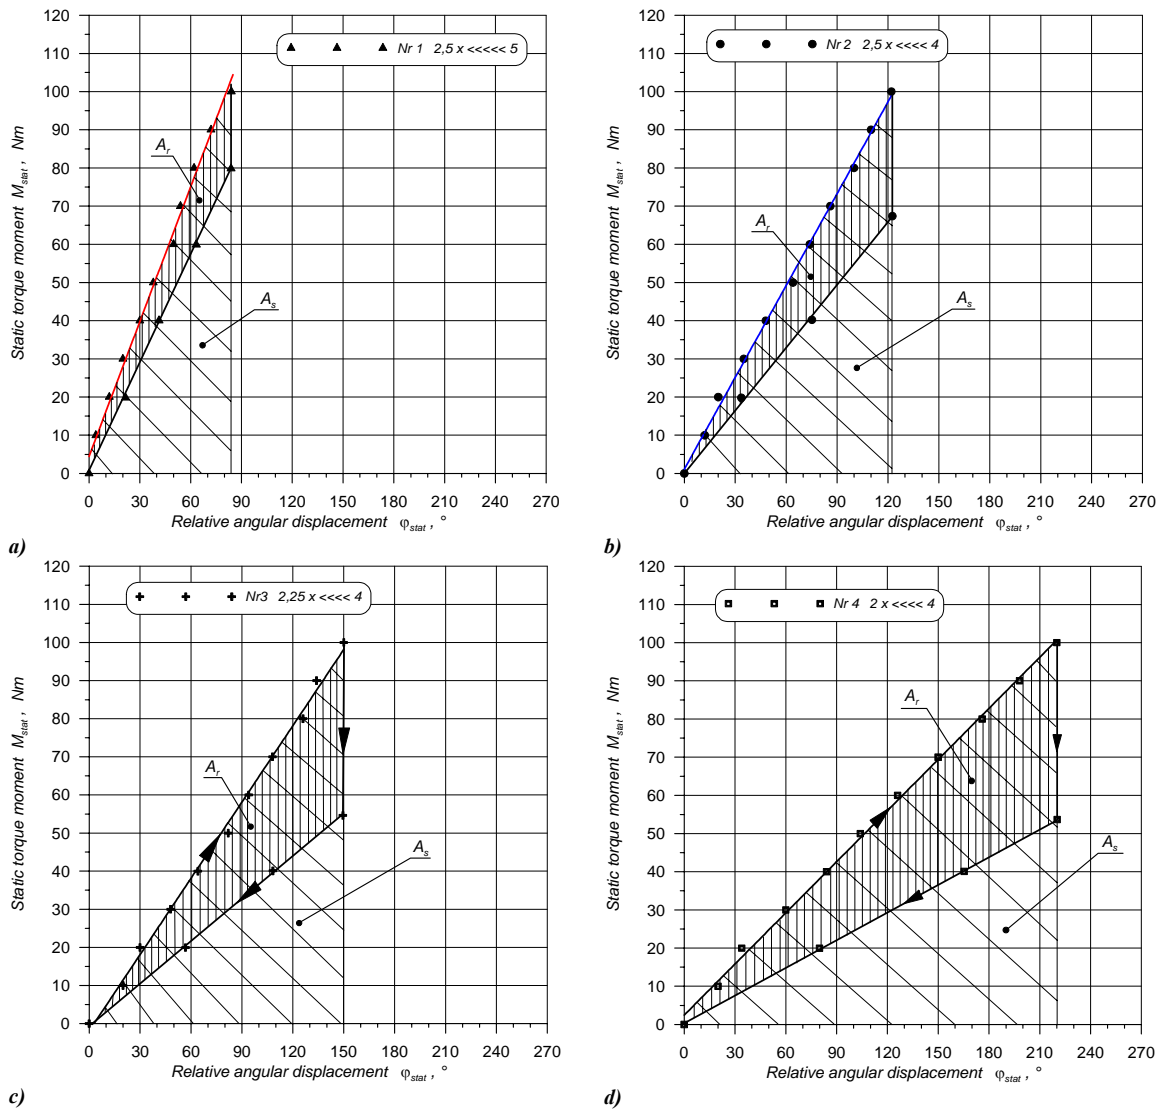 120
110
100
90
80
70
60
50
40
30
20
10
0
Static torque moment M_stat , Nm
Nr 1 2,5 x <<<<< 5
A_r
A_s
0 30 60 90 120 150 180 210 240 270
Relative angular displacement φ_stat , °
a)
120
110
100
90
80
70
60
50
40
30
20
10
0
Static torque moment M_stat , Nm
Nr 2 2,5 x <<<< 4
A_r
A_s
0 30 60 90 120 150 180 210 240 270
Relative angular displacement φ_stat , °
b)
120
110
100
90
80
70
60
50
40
30
20
10
0
Static torque moment M_stat , Nm
Nr3 2,25 x <<<< 4
A_r
A_s
0 30 60 90 120 150 180 210 240 270
Relative angular displacement φ_stat , °
c)
120
110
100
90
80
70
60
50
40
30
20
10
0
Static torque moment M_stat , Nm
Nr 4 2 x <<<< 4
A_r
A_s
0 30 60 90 120 150 180 210 240 270
Relative angular displacement φ_stat , °
d)